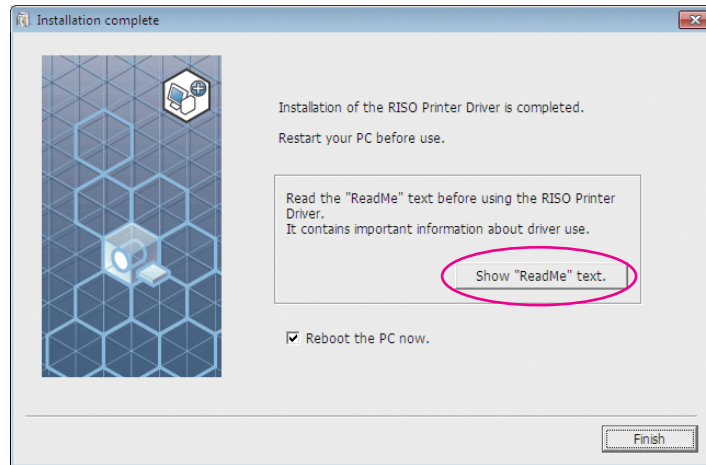 Installation complete
Installation of the RISO Printer Driver is completed.
Restart your PC before use.
Read the "ReadMe" text before using the RISO Printer
Driver.
It contains important information about driver use.
Show "ReadMe" text.
Reboot the PC now.
Finish